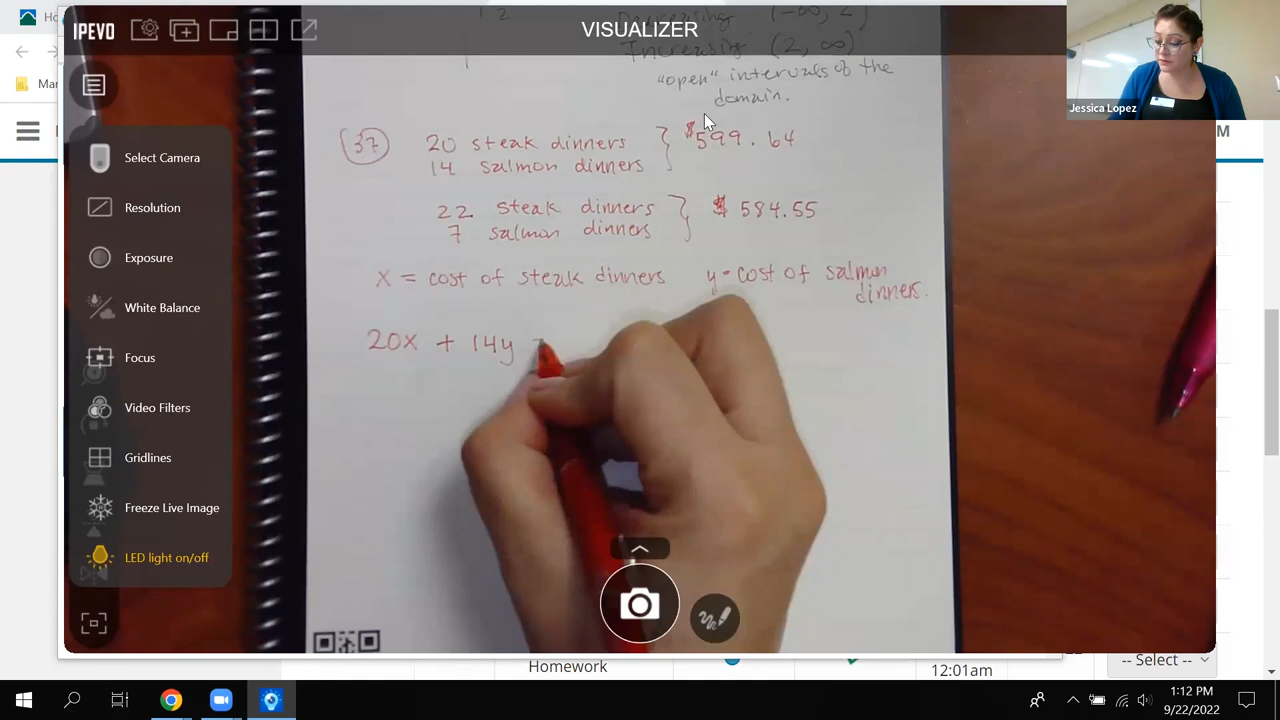 IPEVO
VISUALIZER
Increasing (2, ∞)
"open" intervals of the
domain.
Jessica Lopez
37
20 steak dinners
14 salmon dinners
$599.64
22 steak dinners
7 salmon dinners
$584.55
x = cost of steak dinners
y = cost of salmon
dinners.
20x + 14y
Select Camera
Resolution
Exposure
White Balance
Focus
Video Filters
Gridlines
Freeze Live Image
LED light on/off
Homework
12:01am
-- Select --
1:12 PM
9/22/2022